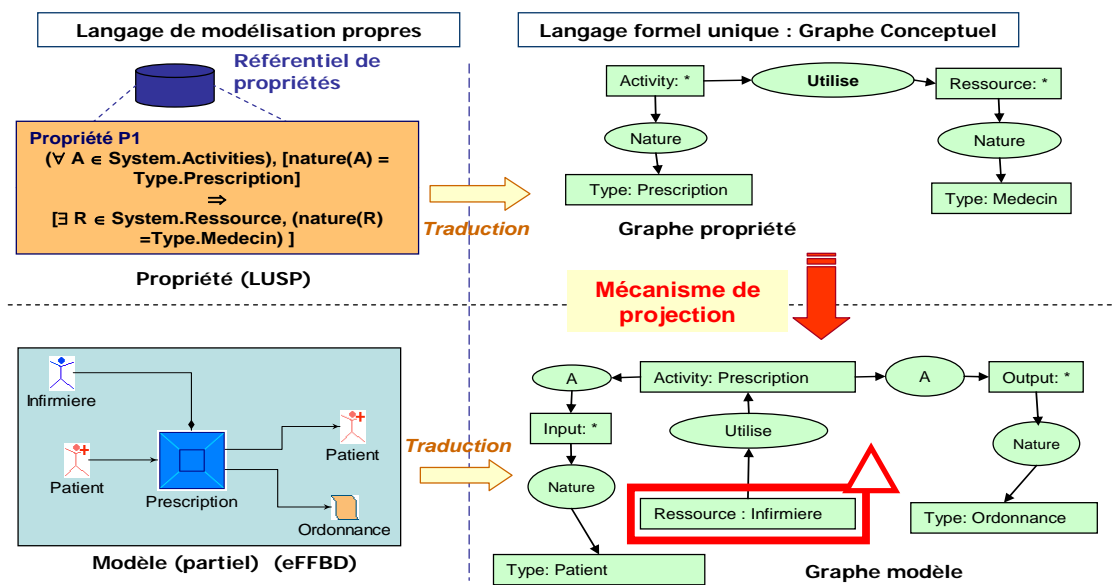 Langage de modélisation propres
Langage formel unique : Graphe Conceptuel
Référentiel de
propriétés
Propriété P1
(∀ A ∈ System.Activities), [nature(A) =
Type.Prescription]
⇒
[∃ R ∈ System.Ressource, (nature(R)
=Type.Medecin) ]
Propriété (LUSP)
Traduction
Activity: *
Utilise
Ressource: *
Nature
Nature
Type: Prescription
Type: Medecin
Graphe propriété
Mécanisme de
projection
Infirmiere
Patient
Prescription
Patient
Ordonnance
Modèle (partiel) (eFFBD)
Traduction
A
Activity: Prescription
A
Output: *
Input: *
Utilise
Nature
Nature
Ressource : Infirmiere
Type: Ordonnance
Type: Patient
Graphe modèle